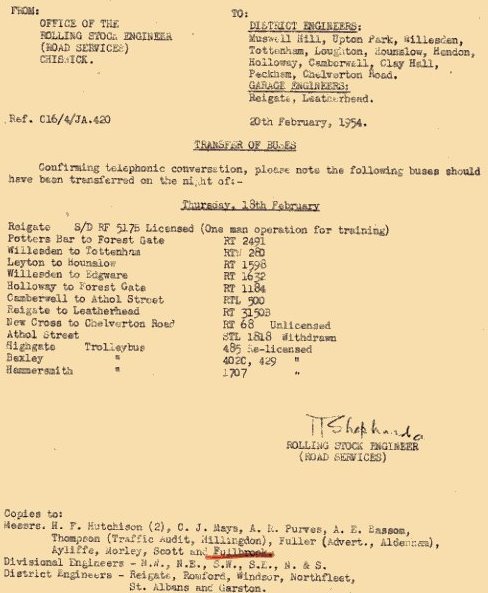 FROM:
OFFICE OF THE
ROLLING STOCK ENGINEER
(ROAD SERVICES)
CHISWICK.
TO:
DISTRICT ENGINEERS:
Muswell Hill, Upton Park, Willesden,
Tottenham, Loughton, Hounslow, Hendon,
Holloway, Camberwell, Clay Hall,
Peckham, Chelverton Road.
GARAGE ENGINEERS:
Reigate, Leatherhead.
Ref. C16/4/JA.420
20th February, 1954.
TRANSFER OF BUSES
Confirming telephonic conversation, please note the following buses should
have been transferred on the night of:-
Thursday, 18th February
Reigate S/D RF 517B Licensed (One man operation for training)
Potters Bar to Forest Gate RT 2491
Willesden to Tottenham RTW 280
Leyton to Hounslow RT 1598
Willesden to Edgware RT 1632
Holloway to Forest Gate RT 1184
Camberwell to Athol Street RTL 500
Reigate to Leatherhead RT 3150B
New Cross to Chelverton Road RT 68 Unlicensed
Athol Street STL 1818 Withdrawn
Highgate Trolleybus 485 Re-licensed
Bexley " 402C, 429 "
Hammersmith " 1707 "
ROLLING STOCK ENGINEER
(ROAD SERVICES)
Copies to:
Messrs. H. F. Hutchison (2), C. J. Mays, A. R. Purves, A. E. Bassom,
Thompson (Traffic Audit, Hillingdon), Fuller (Advert., Aldenham),
Ayliffe, Morley, Scott and Fullbrook
Divisional Engineers - N.W., N.E., S.W., S.E., N. & S.
District Engineers - Reigate, Romford, Windsor, Northfleet,
St. Albans and Garston.